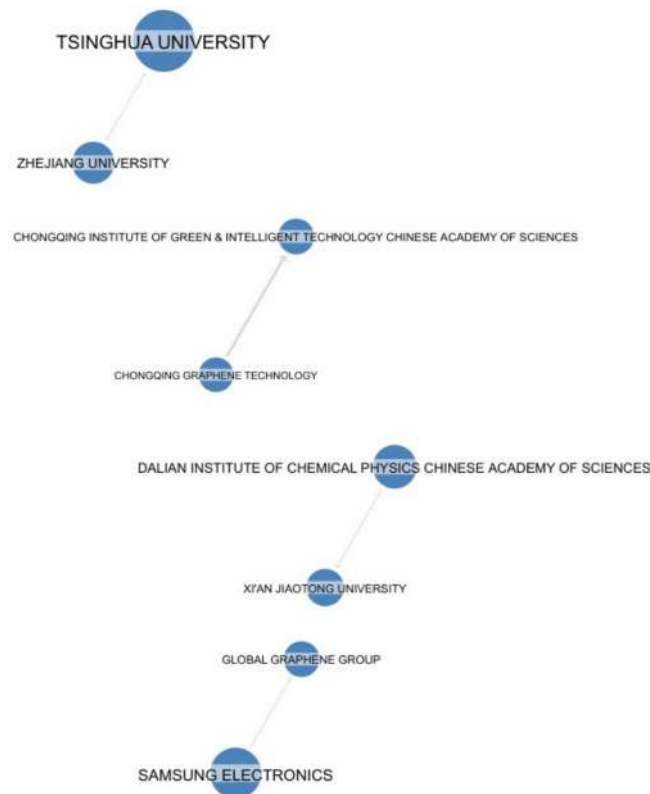 TSINGHUA UNIVERSITY
ZHEJIANG UNIVERSITY
CHONGQING INSTITUTE OF GREEN & INTELLIGENT TECHNOLOGY CHINESE ACADEMY OF SCIENCES
CHONGQING GRAPHENE TECHNOLOGY
DALIAN INSTITUTE OF CHEMICAL PHYSICS CHINESE ACADEMY OF SCIENCES
XI'AN JIAOTONG UNIVERSITY
GLOBAL GRAPHENE GROUP
SAMSUNG ELECTRONICS